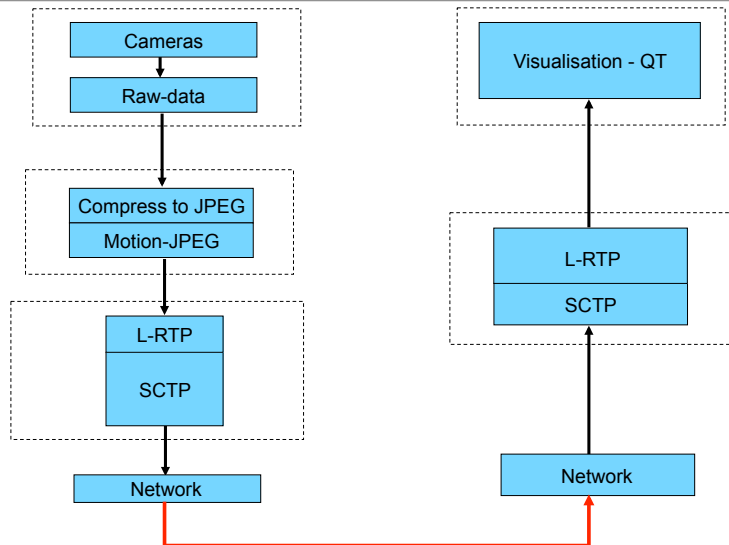 Cameras
Raw-data
Compress to JPEG
Motion-JPEG
L-RTP
SCTP
Network
Visualisation - QT
L-RTP
SCTP
Network